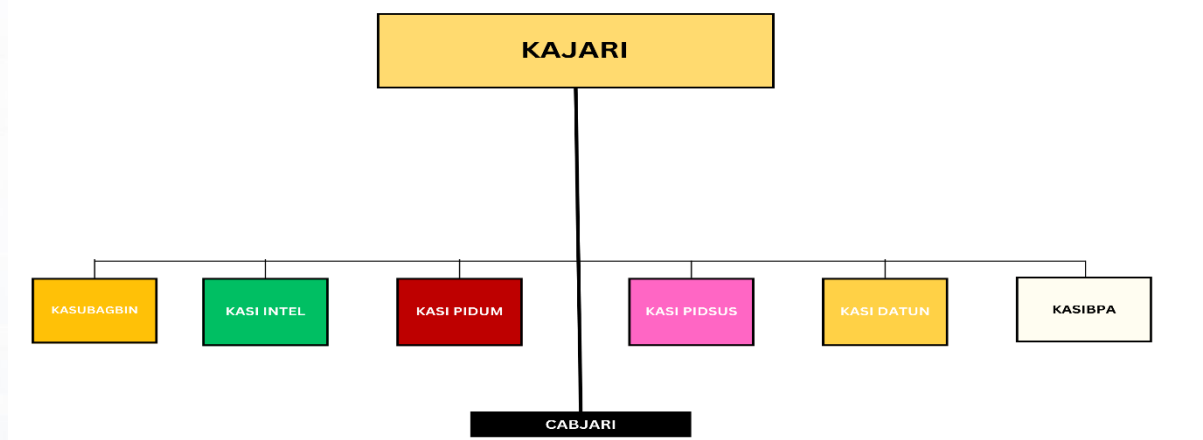 KAJARI
KASUBAGBIN
KASI INTEL
KASI PIDUM
KASI PIDSUS
KASI DATUN
KASIBPA
CABJARI